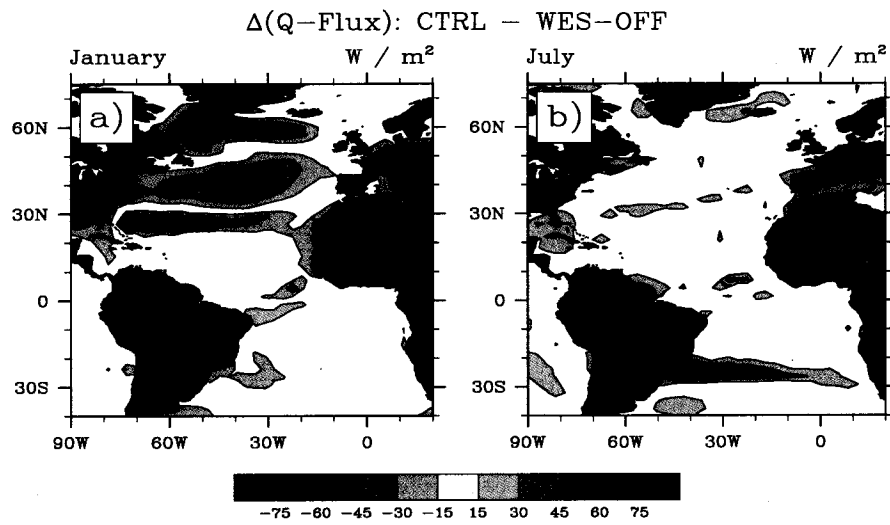 Δ(Q−Flux): CTRL − WES−OFF
January W / m²
July W / m²
a)
b)
60N
30N
0
30S
90W 60W 30W 0
60N
30N
0
30S
90W 60W 30W 0
−75 −60 −45 −30 −15 15 30 45 60 75